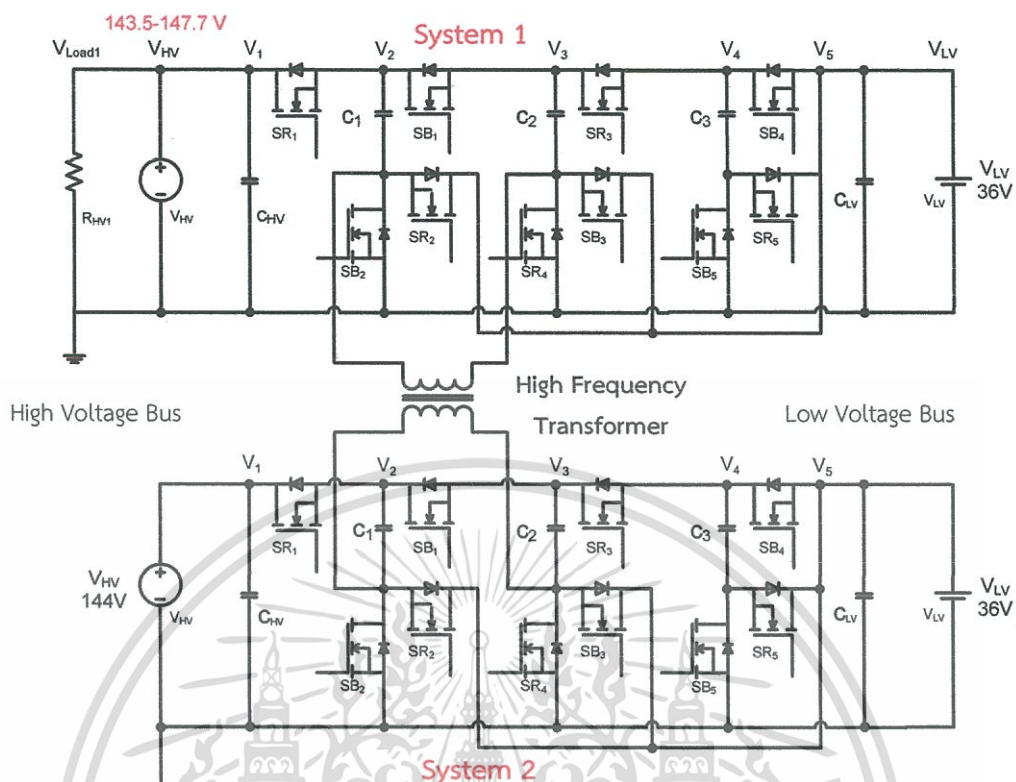 143.5-147.7 V
System 1
VLoad1 VHV V1 V2 V3 V4 V5 VLV
SR1 C1 SB1 C2 SR3 C3 SB4
RHV1 VHV CHV SB2 SR2 SR4 SB3 SB5 SR5 CLV VLV VLV
36V
High Frequency
Transformer
High Voltage Bus
Low Voltage Bus
V1 V2 V3 V4 V5
SR1 C1 SB1 C2 SR3 C3 SB4
VHV
144V
VHV CHV SB2 SR2 SR4 SB3 SB5 SR5 CLV VLV VLV
36V
System 2